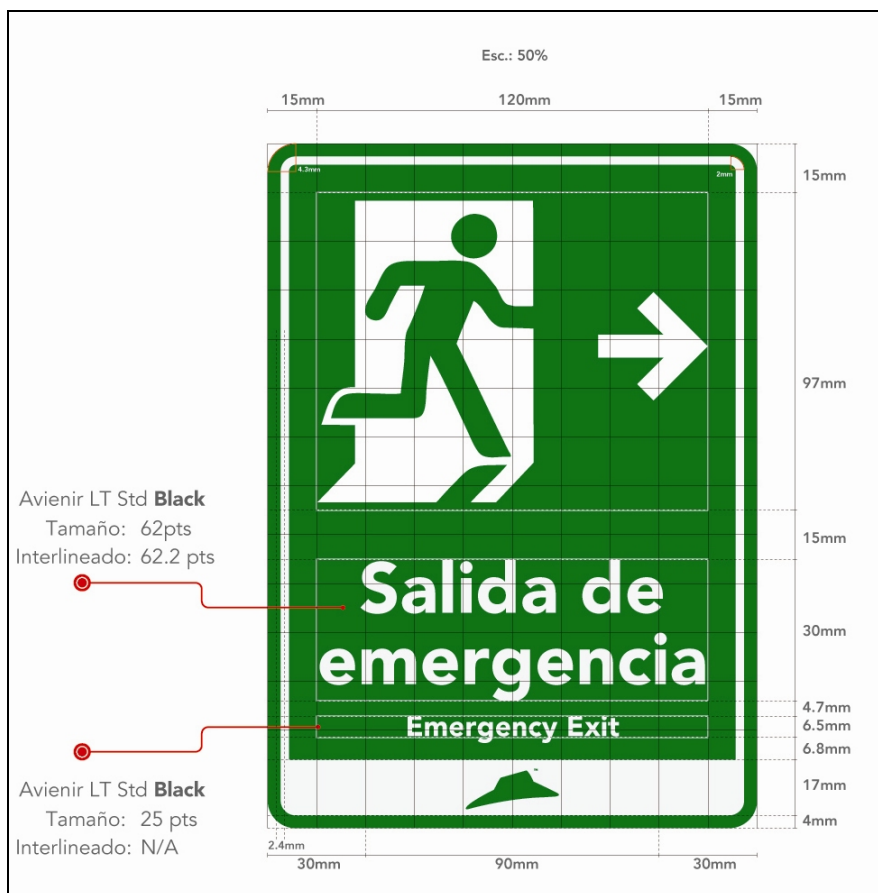 Esc.: 50%
15mm 120mm 15mm
4.3mm 2mm
15mm
97mm
Avienir LT Std Black
Tamaño: 62pts
Interlineado: 62.2 pts
15mm
Salida de
emergencia
30mm
4.7mm
Emergency Exit
6.5mm
6.8mm
Avienir LT Std Black
Tamaño: 25 pts
Interlineado: N/A
™
17mm
4mm
2.4mm
30mm 90mm 30mm